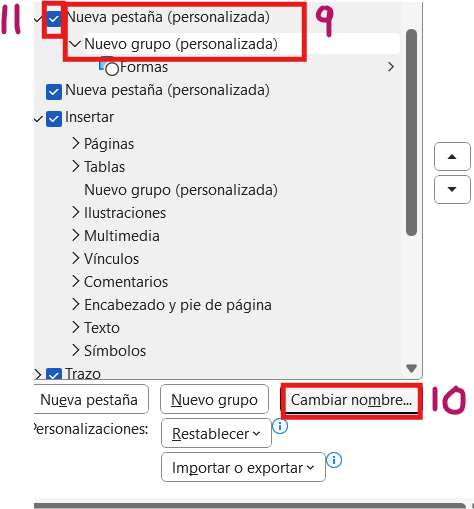 11 Nueva pestaña (personalizada) 9
Nuevo grupo (personalizada)
Formas
Nueva pestaña (personalizada)
Insertar
Páginas
Tablas
Nuevo grupo (personalizada)
Ilustraciones
Multimedia
Vínculos
Comentarios
Encabezado y pie de página
Texto
Símbolos
Trazo
Nueva pestaña Nuevo grupo Cambiar nombre... 10
Personalizaciones: Restablecer
Importar o exportar